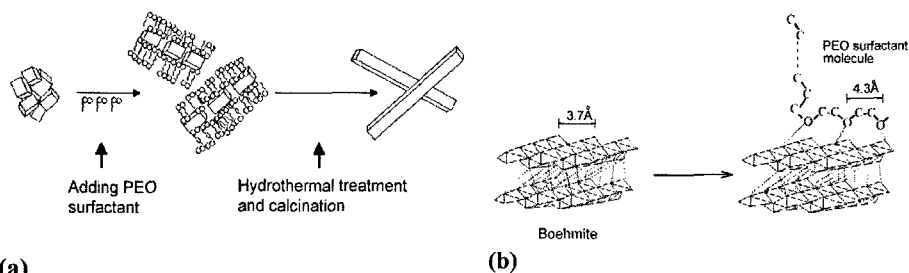 Adding PEO
surfactant
Hydrothermal treatment
and calcination
(a)
3.7Å
Boehmite
C
C
PEO surfactant
molecule
C
C
C
4.3Å
O C-C O C-C O
(b)